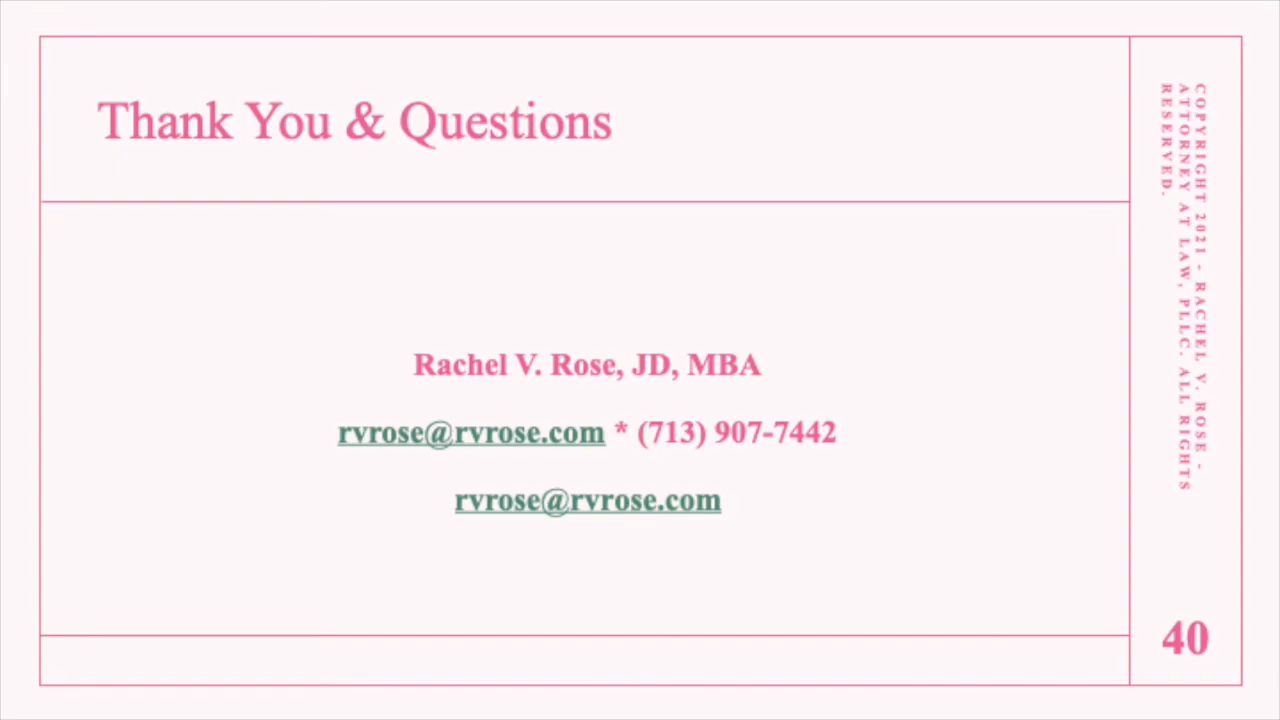 Thank You & Questions
Rachel V. Rose, JD, MBA
rvrose@rvrose.com * (713) 907-7442
rvrose@rvrose.com
COPYRIGHT 2021 - RACHEL V. ROSE -
ATTORNEY AT LAW, PLLC. ALL RIGHTS
RESERVED.
40